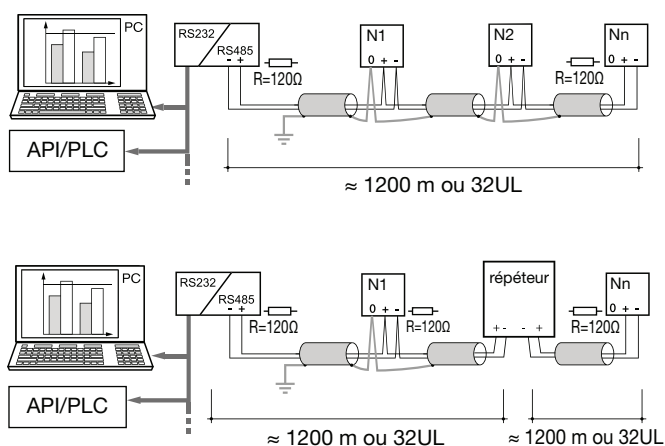 PC
RS232
RS485
- +
R=120Ω
N1
0 + -
N2
0 + -
R=120Ω
Nn
0 + -
API/PLC
≈ 1200 m ou 32UL
PC
RS232
RS485
- +
R=120Ω
N1
0 + -
R=120Ω
répéteur
+ - - +
R=120Ω
Nn
0 + -
API/PLC
≈ 1200 m ou 32UL
≈ 1200 m ou 32UL